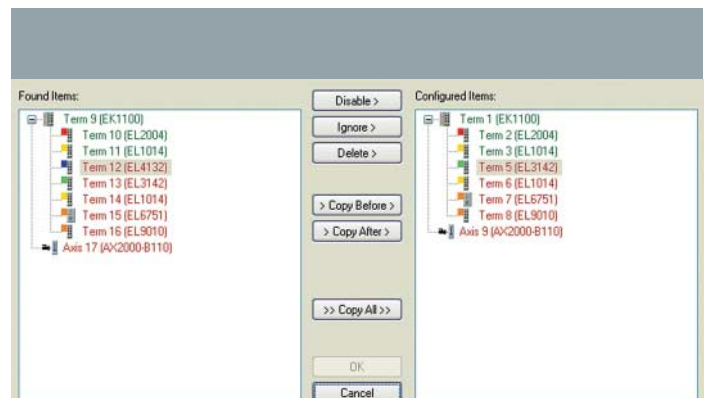 Found Items:
Term 9 (EK1100)
Term 10 (EL2004)
Term 11 (EL1014)
Term 12 (EL4132)
Term 13 (EL3142)
Term 14 (EL1014)
Term 15 (EL6751)
Term 16 (EL9010)
Axis 17 (AX2000-B110)
Disable >
Ignore >
Delete >
> Copy Before >
> Copy After >
>> Copy All >>
OK
Cancel
Configured Items:
Term 1 (EK1100)
Term 2 (EL2004)
Term 3 (EL1014)
Term 5 (EL3142)
Term 6 (EL1014)
Term 7 (EL6751)
Term 8 (EL9010)
Axis 9 (AX2000-B110)